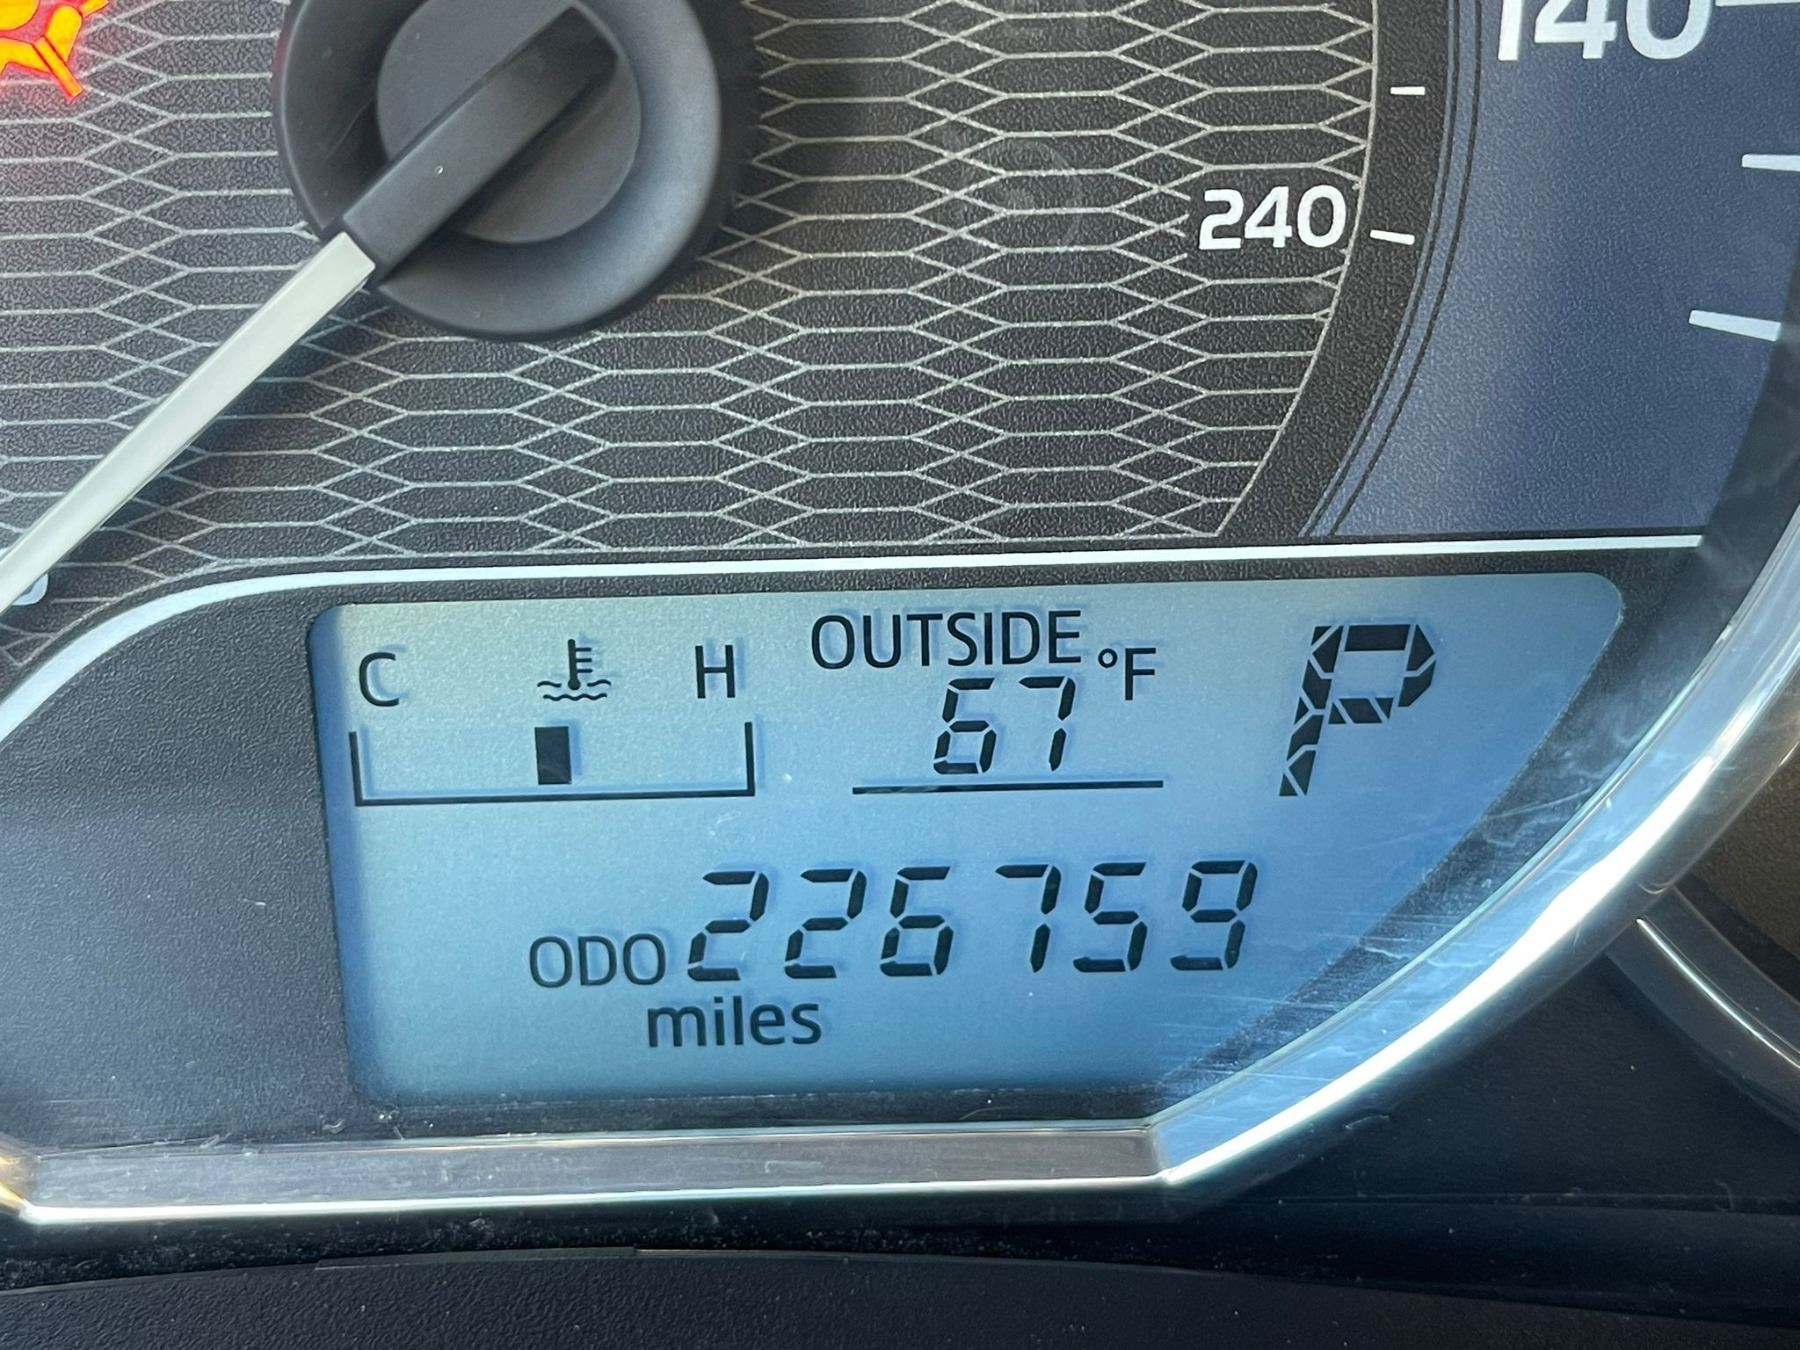 140
240
OUTSIDE
C H °F
67
P
ODO 226759
miles